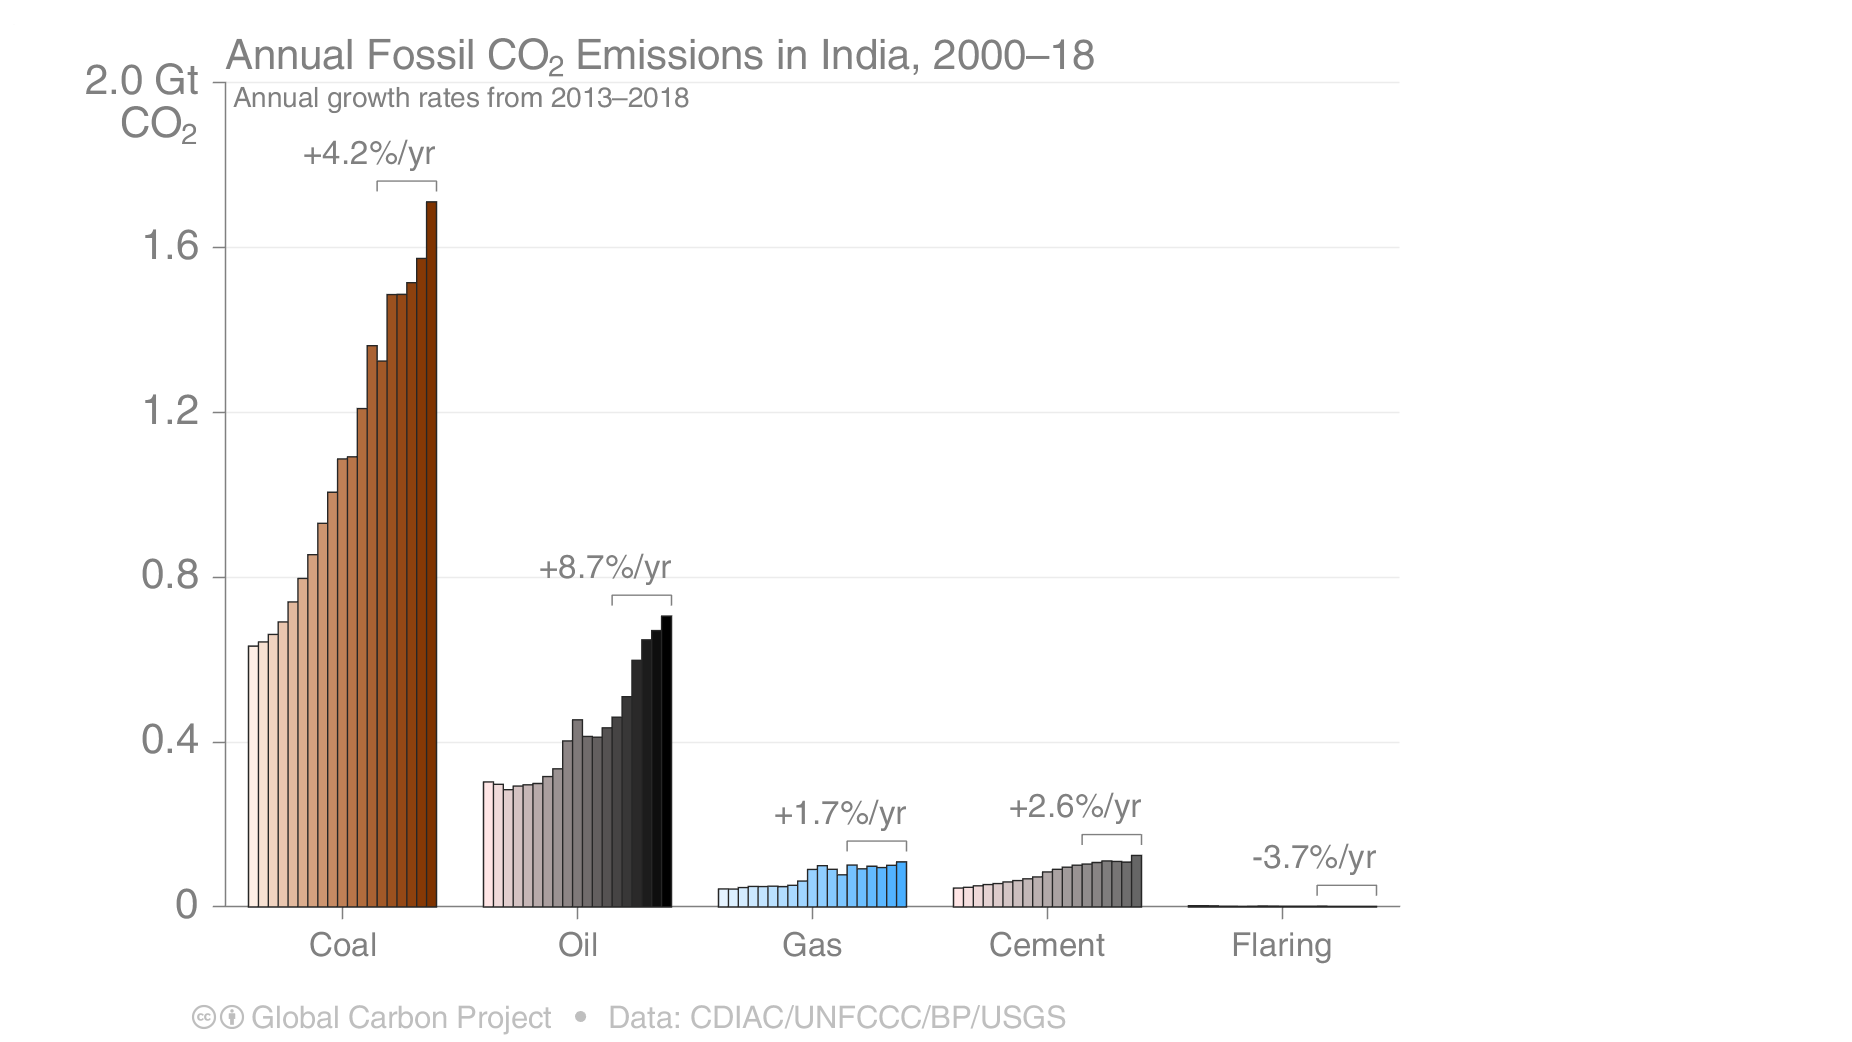 Annual Fossil CO₂ Emissions in India, 2000–18
2.0 Gt
CO₂
Annual growth rates from 2013–2018
+4.2%/yr
1.6
1.2
+8.7%/yr
0.8
0.4
+1.7%/yr
+2.6%/yr
-3.7%/yr
0
Coal Oil Gas Cement Flaring
cc Global Carbon Project • Data: CDIAC/UNFCCC/BP/USGS